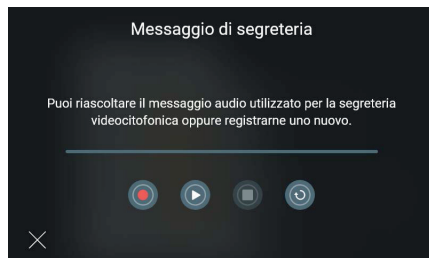 Messaggio di segreteria
Puoi riascoltare il messaggio audio utilizzato per la segreteria
videocitofonica oppure registrarne uno nuovo.